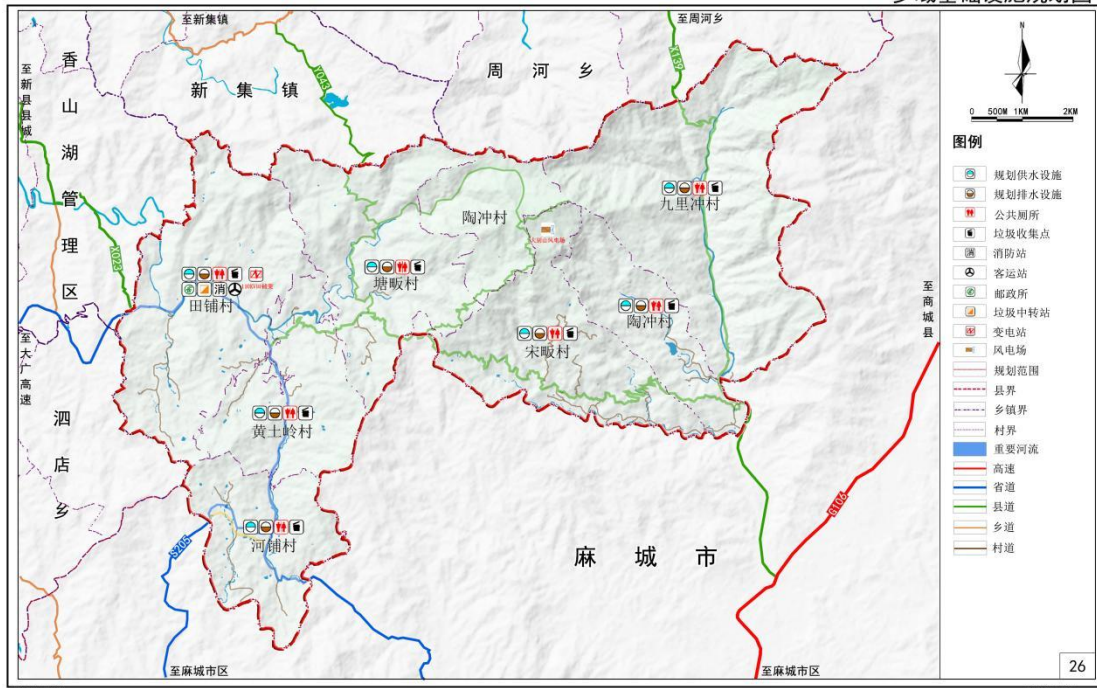 乡域基础设施规划图
至新集镇
至周河乡
N
香山湖管理区
至新县县城
新集镇
周河乡
X043
X139
0 500M 1KM 2KM
图例
规划供水设施
规划排水设施
公共厕所
垃圾收集点
消防站
客运站
邮政所
垃圾中转站
变电站
风电场
规划范围
县界
乡镇界
村界
重要河流
高速
省道
县道
乡道
村道
九里冲村
陶冲村
塘畈村
X023
消
田铺村
陶冲村
宋畈村
至商城县
至大广高速
泗店乡
黄土岭村
河铺村
S205
G106
麻城市
至麻城市区
至麻城市区
26